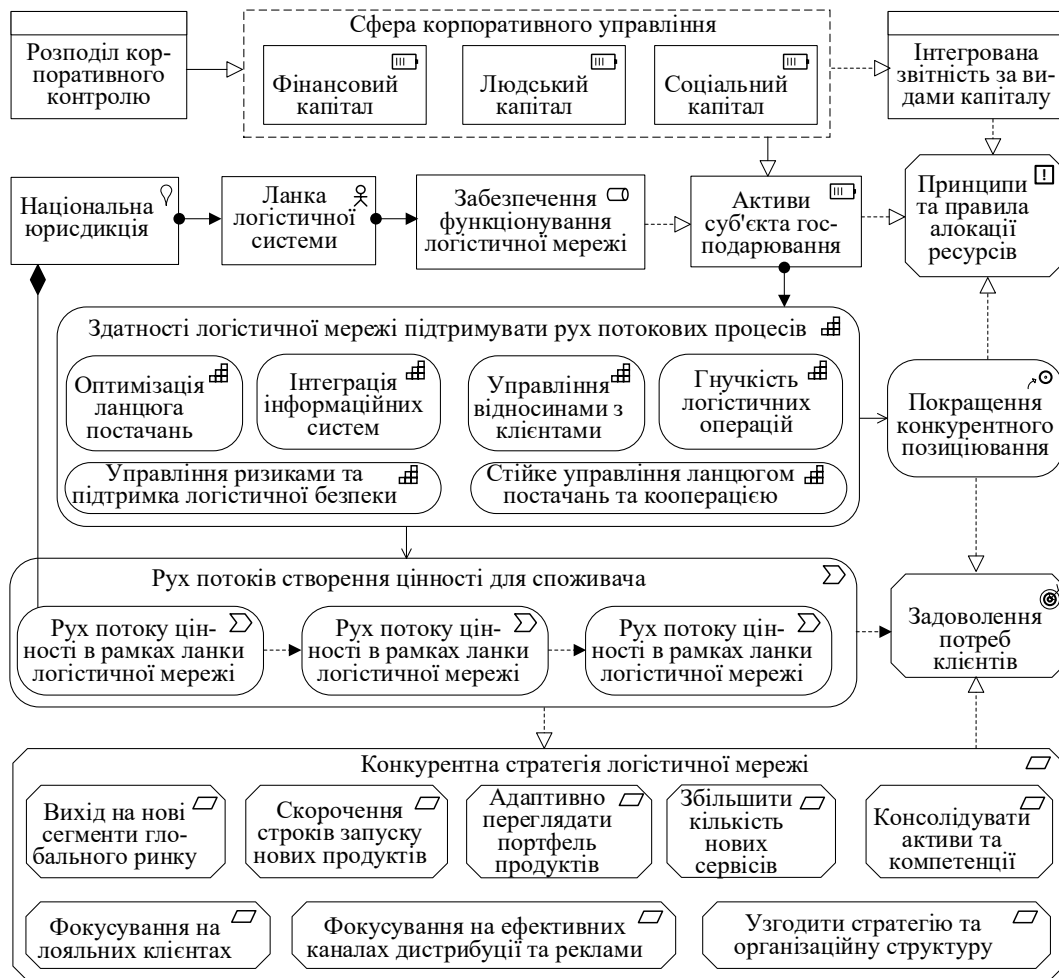 Сфера корпоративного управління
Розподіл кор-
поративного
контролю
Фінансовий
капітал
Людський
капітал
Соціальний
капітал
Інтегрована
звітність за ви-
дами капіталу
Національна
юрисдикція
Ланка
логістичної
системи
Забезпечення
функціонування
логістичної мережі
Активи
суб'єкта гос-
подарювання
Принципи
та правила
алокації
ресурсів
Здатності логістичної мережі підтримувати рух потокових процесів
Оптимізація
ланцюга
постачань
Інтеграція
інформаційних
систем
Управління
відносинами з
клієнтами
Гнучкість
логістичних
операцій
Управління ризиками та
підтримка логістичної безпеки
Стійке управління ланцюгом
постачань та кооперацією
Покращення
конкурентного
позиціювання
Рух потоків створення цінності для споживача
Рух потоку цін-
ності в рамках ланки
логістичної мережі
Рух потоку цін-
ності в рамках ланки
логістичної мережі
Рух потоку цін-
ності в рамках ланки
логістичної мережі
Задоволення
потреб
клієнтів
Конкурентна стратегія логістичної мережі
Вихід на нові
сегменти гло-
бального ринку
Скорочення
строків запуску
нових продуктів
Адаптивно
переглядати
портфель
продуктів
Збільшити
кількість
нових
сервісів
Консолідувати
активи та
компетенції
Фокусування на
лояльних клієнтах
Фокусування на ефективних
каналах дистрибуції та реклами
Узгодити стратегію та
організаційну структуру